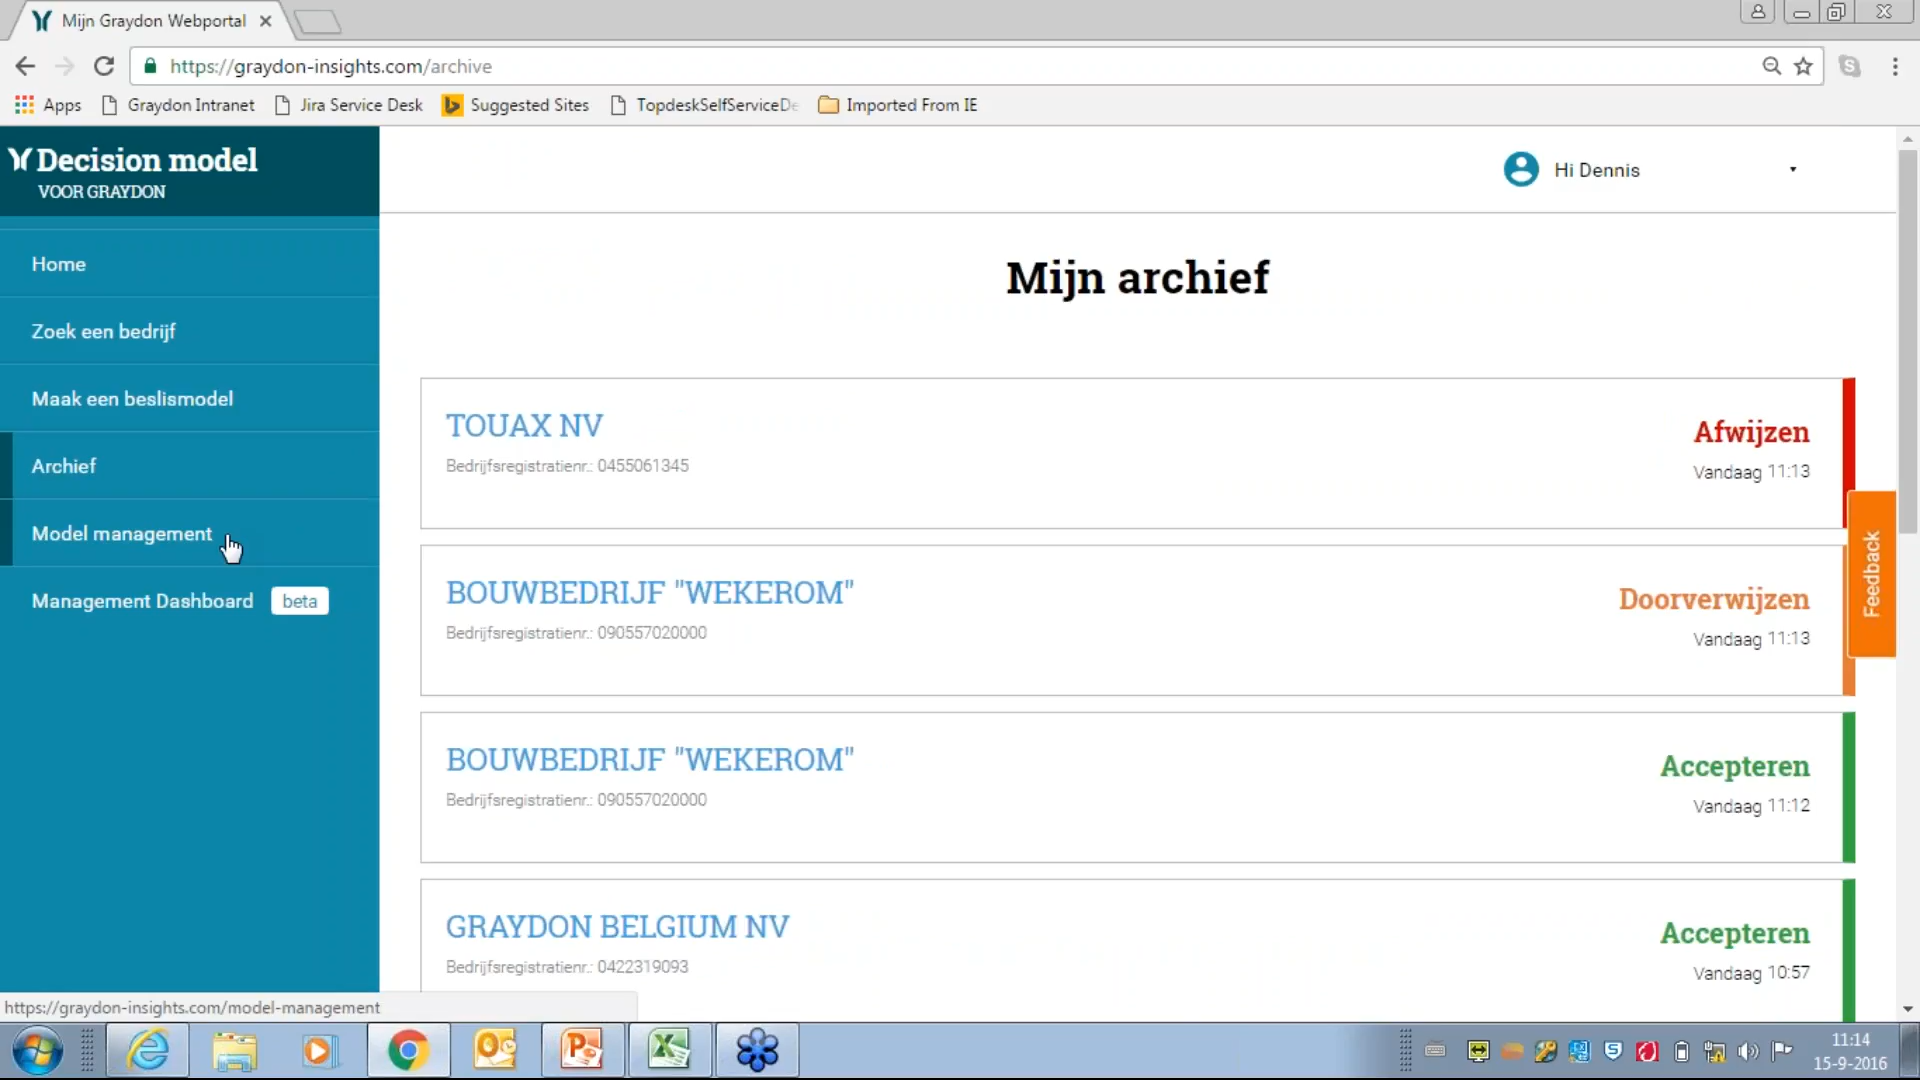 Mijn Graydon Webportal
https://graydon-insights.com/archive
Apps Graydon Intranet Jira Service Desk Suggested Sites TopdeskSelfServiceDe Imported From IE
Decision model
VOOR GRAYDON
Hi Dennis
Home
Zoek een bedrijf
Maak een beslismodel
Archief
Model management
Management Dashboard beta
Mijn archief
TOUAX NV
Bedrijfsregistratienr.: 0455061345
Afwijzen
Vandaag 11:13
BOUWBEDRIJF "WEKEROM"
Bedrijfsregistratienr.: 090557020000
Doorverwijzen
Vandaag 11:13
BOUWBEDRIJF "WEKEROM"
Bedrijfsregistratienr.: 090557020000
Accepteren
Vandaag 11:12
GRAYDON BELGIUM NV
Bedrijfsregistratienr.: 0422319093
Accepteren
Vandaag 10:57
Feedback
https://graydon-insights.com/model-management
11:14
15-9-2016